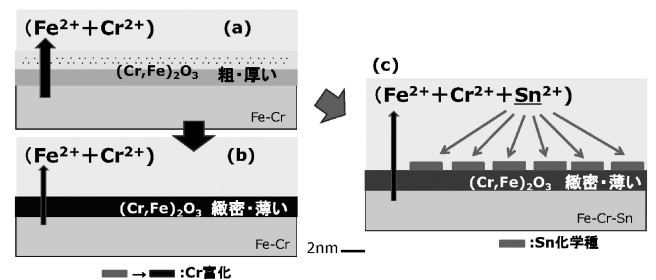 (a)
(Fe²⁺+Cr²⁺)
(Cr,Fe)₂O₃ 粗・厚い
Fe-Cr
(b)
(Fe²⁺+Cr²⁺)
(Cr,Fe)₂O₃ 緻密・薄い
Fe-Cr
→ :Cr富化
(c)
(Fe²⁺+Cr²⁺+Sn²⁺)
(Cr,Fe)₂O₃ 緻密・薄い
Fe-Cr-Sn
2nm
:Sn化学種